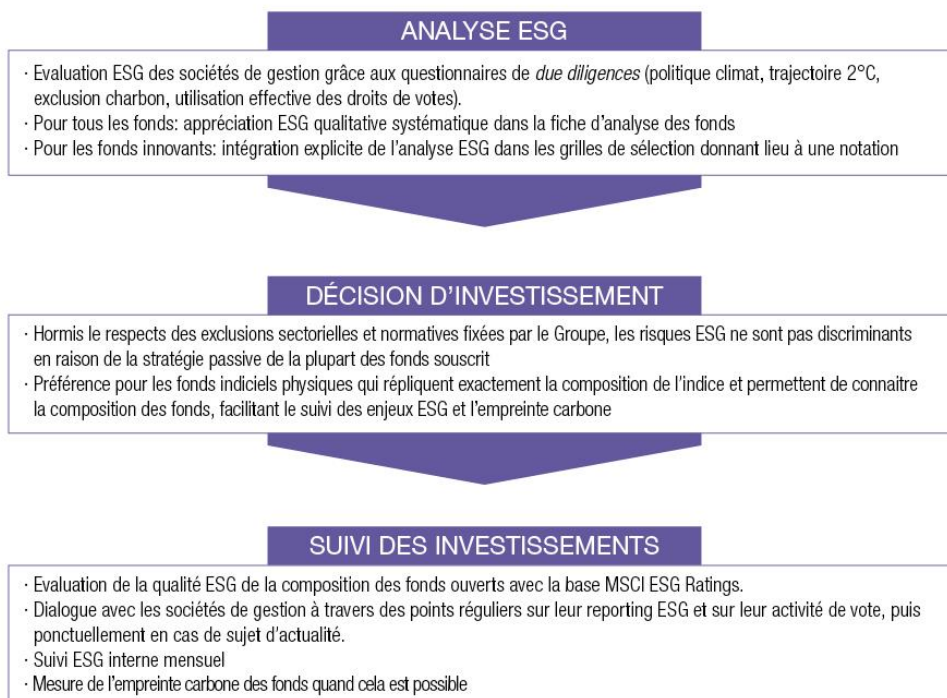 ANALYSE ESG
· Evaluation ESG des sociétés de gestion grâce aux questionnaires de due diligences (politique climat, trajectoire 2°C,
exclusion charbon, utilisation effective des droits de votes).
· Pour tous les fonds: appréciation ESG qualitative systématique dans la fiche d'analyse des fonds
· Pour les fonds innovants: intégration explicite de l'analyse ESG dans les grilles de sélection donnant lieu à une notation
DÉCISION D'INVESTISSEMENT
· Hormis le respects des exclusions sectorielles et normatives fixées par le Groupe, les risques ESG ne sont pas discriminants
en raison de la stratégie passive de la plupart des fonds souscrit
· Préférence pour les fonds indiciels physiques qui répliquent exactement la composition de l'indice et permettent de connaitre
la composition des fonds, facilitant le suivi des enjeux ESG et l'empreinte carbone
SUIVI DES INVESTISSEMENTS
· Evaluation de la qualité ESG de la composition des fonds ouverts avec la base MSCI ESG Ratings.
· Dialogue avec les sociétés de gestion à travers des points réguliers sur leur reporting ESG et sur leur activité de vote, puis
ponctuellement en cas de sujet d'actualité.
· Suivi ESG interne mensuel
· Mesure de l'empreinte carbone des fonds quand cela est possible